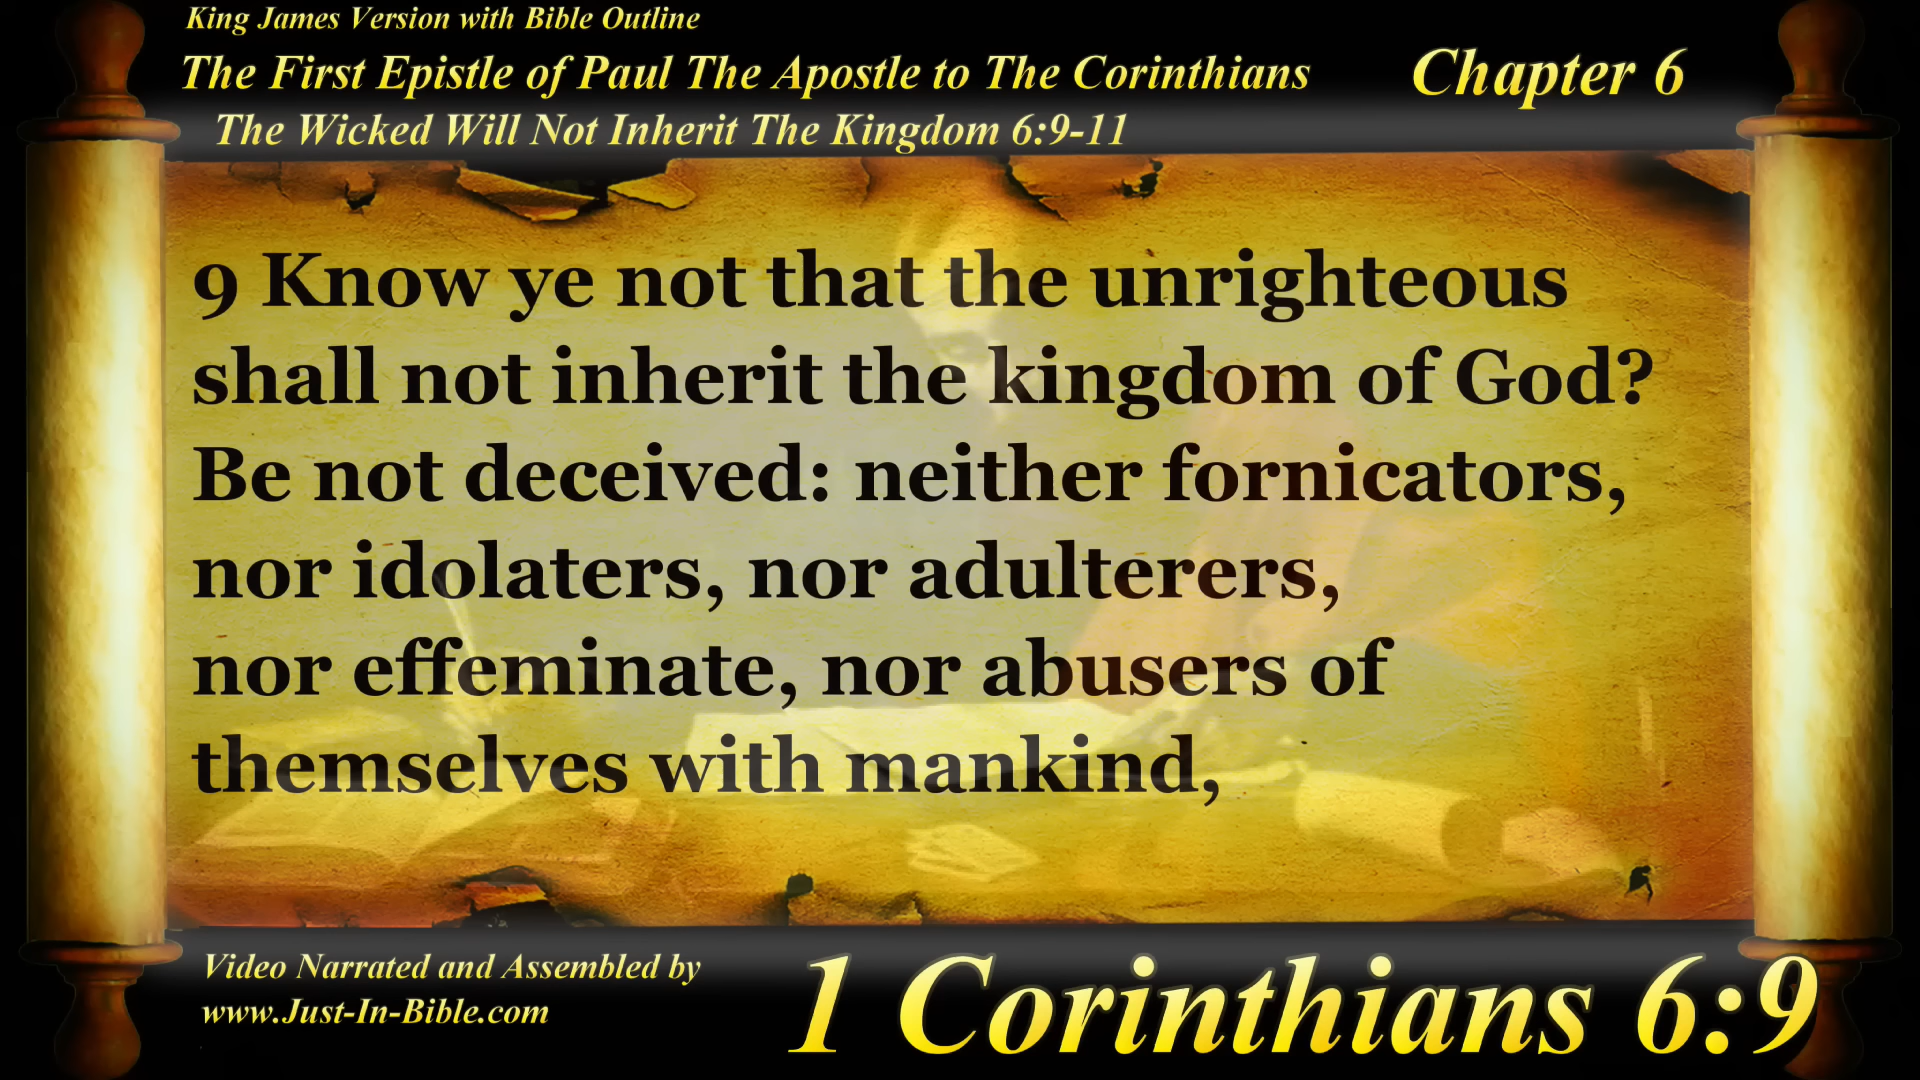 King James Version with Bible Outline
The First Epistle of Paul The Apostle to The Corinthians
Chapter 6
The Wicked Will Not Inherit The Kingdom 6:9-11
9 Know ye not that the unrighteous
shall not inherit the kingdom of God?
Be not deceived: neither fornicators,
nor idolaters, nor adulterers,
nor effeminate, nor abusers of
themselves with mankind,
Video Narrated and Assembled by
www.Just-In-Bible.com
1 Corinthians 6:9